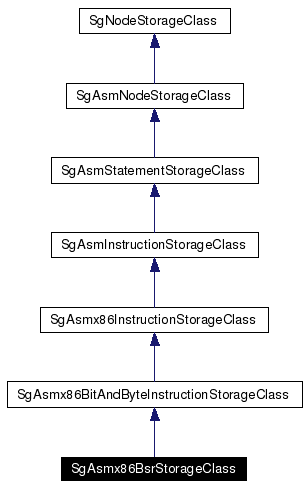 SgNodeStorageClass
SgAsmNodeStorageClass
SgAsmStatementStorageClass
SgAsmInstructionStorageClass
SgAsmx86InstructionStorageClass
SgAsmx86BitAndByteInstructionStorageClass
SgAsmx86BsrStorageClass